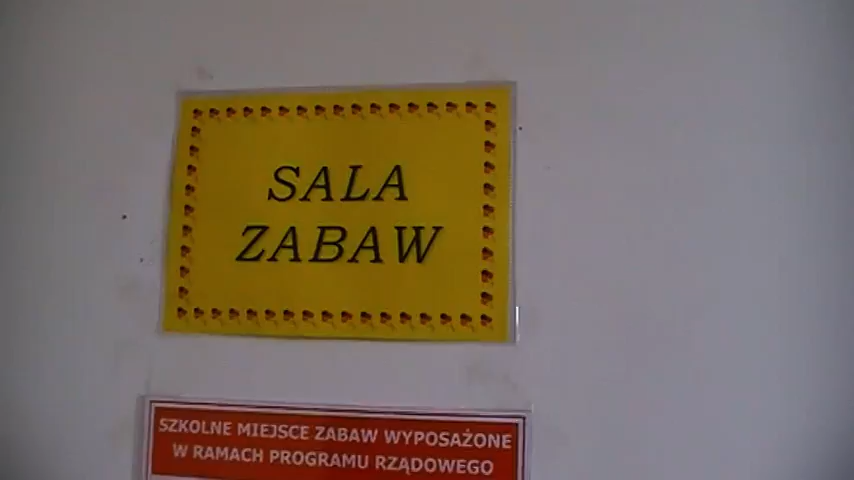 SALA
ZABAW
SZKOLNE MIEJSCE ZABAW WYPOSAŻONE
W RAMACH PROGRAMU RZĄDOWEGO